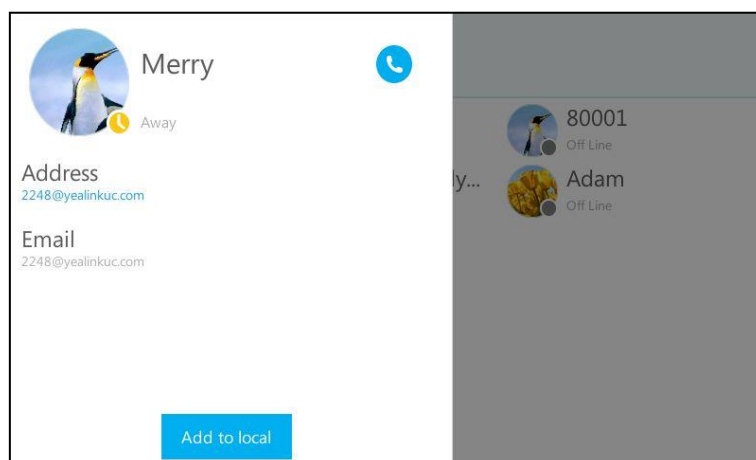 Merry
Away
Address
2248@yealinkuc.com
Email
2248@yealinkuc.com
Add to local
ly...
80001
Off Line
Adam
Off Line